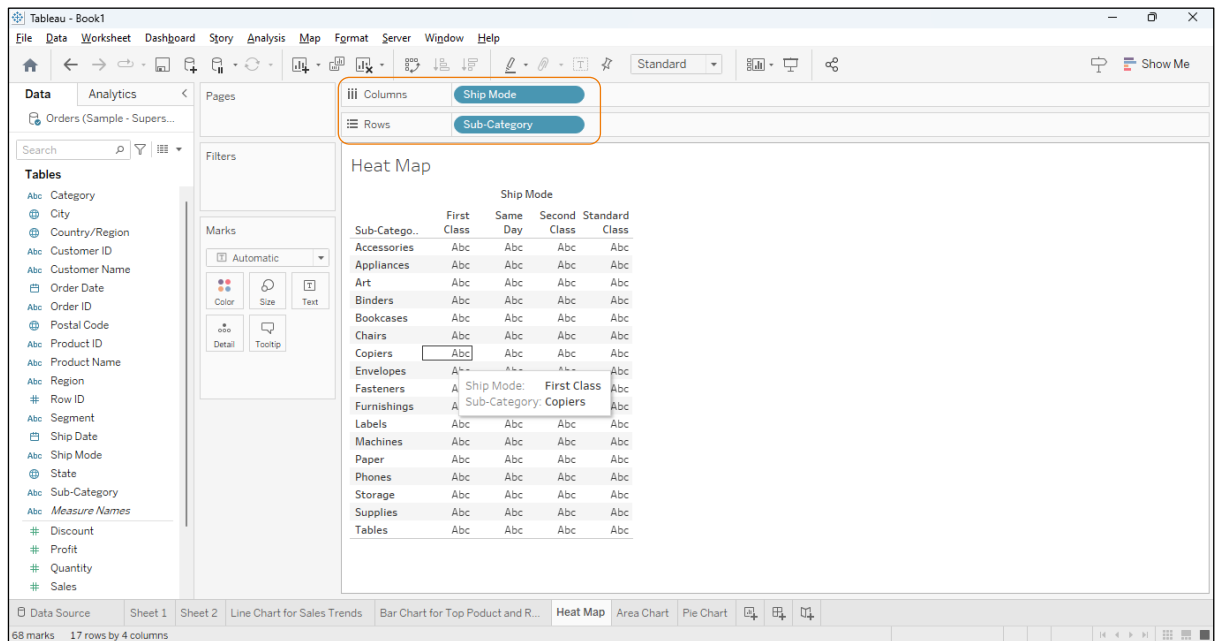 Tableau - Book1
File Data Worksheet Dashboard Story Analysis Map Format Server Window Help
Standard
Show Me
Data Analytics
Orders (Sample - Supers...
Search
Tables
Abc Category
City
Country/Region
Abc Customer ID
Abc Customer Name
Order Date
Abc Order ID
Postal Code
Abc Product ID
Abc Product Name
Abc Region
# Row ID
Abc Segment
Ship Date
Abc Ship Mode
State
Abc Sub-Category
Abc Measure Names
# Discount
# Profit
# Quantity
# Sales
Pages
Filters
Marks
T Automatic
Color Size Text
Detail Tooltip
Columns Ship Mode
Rows Sub-Category
Heat Map
Ship Mode
First Same Second Standard
Sub-Catego.. Class Day Class Class
Accessories Abc Abc Abc Abc
Appliances Abc Abc Abc Abc
Art Abc Abc Abc Abc
Binders Abc Abc Abc Abc
Bookcases Abc Abc Abc Abc
Chairs Abc Abc Abc Abc
Copiers Abc Abc Abc Abc
Envelopes Abc Abc Abc Abc
Fasteners A Abc
Furnishings A Abc
Labels Abc Abc Abc Abc
Machines Abc Abc Abc Abc
Paper Abc Abc Abc Abc
Phones Abc Abc Abc Abc
Storage Abc Abc Abc Abc
Supplies Abc Abc Abc Abc
Tables Abc Abc Abc Abc
Ship Mode: First Class
Sub-Category: Copiers
Data Source Sheet 1 Sheet 2 Line Chart for Sales Trends Bar Chart for Top Poduct and R... Heat Map Area Chart Pie Chart
68 marks 17 rows by 4 columns